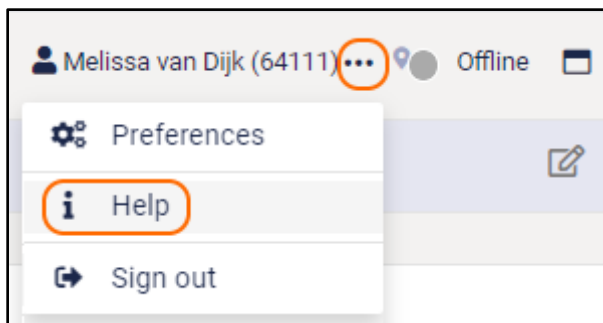 Melissa van Dijk (64111) ••• Offline
Preferences
Help
Sign out